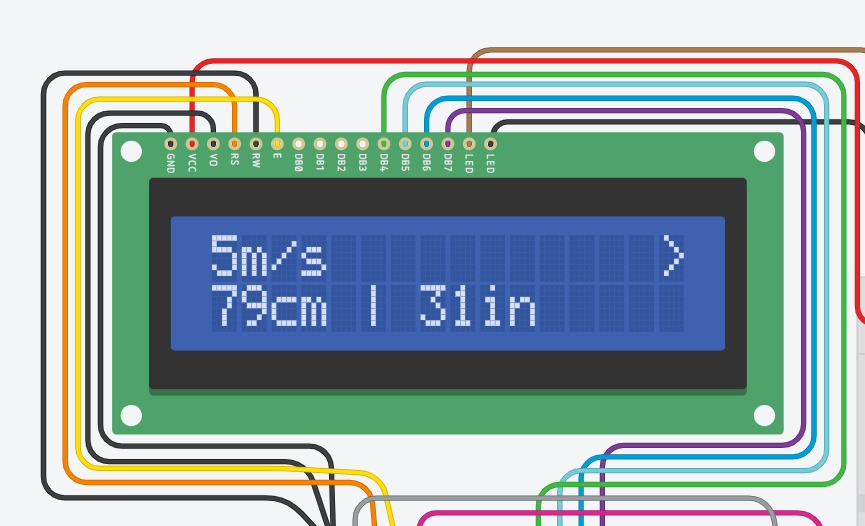 GND VCC VO RS RW E DB0 DB1 DB2 DB3 DB4 DB5 DB6 DB7 LED LED
5m/s >
79cm | 31in